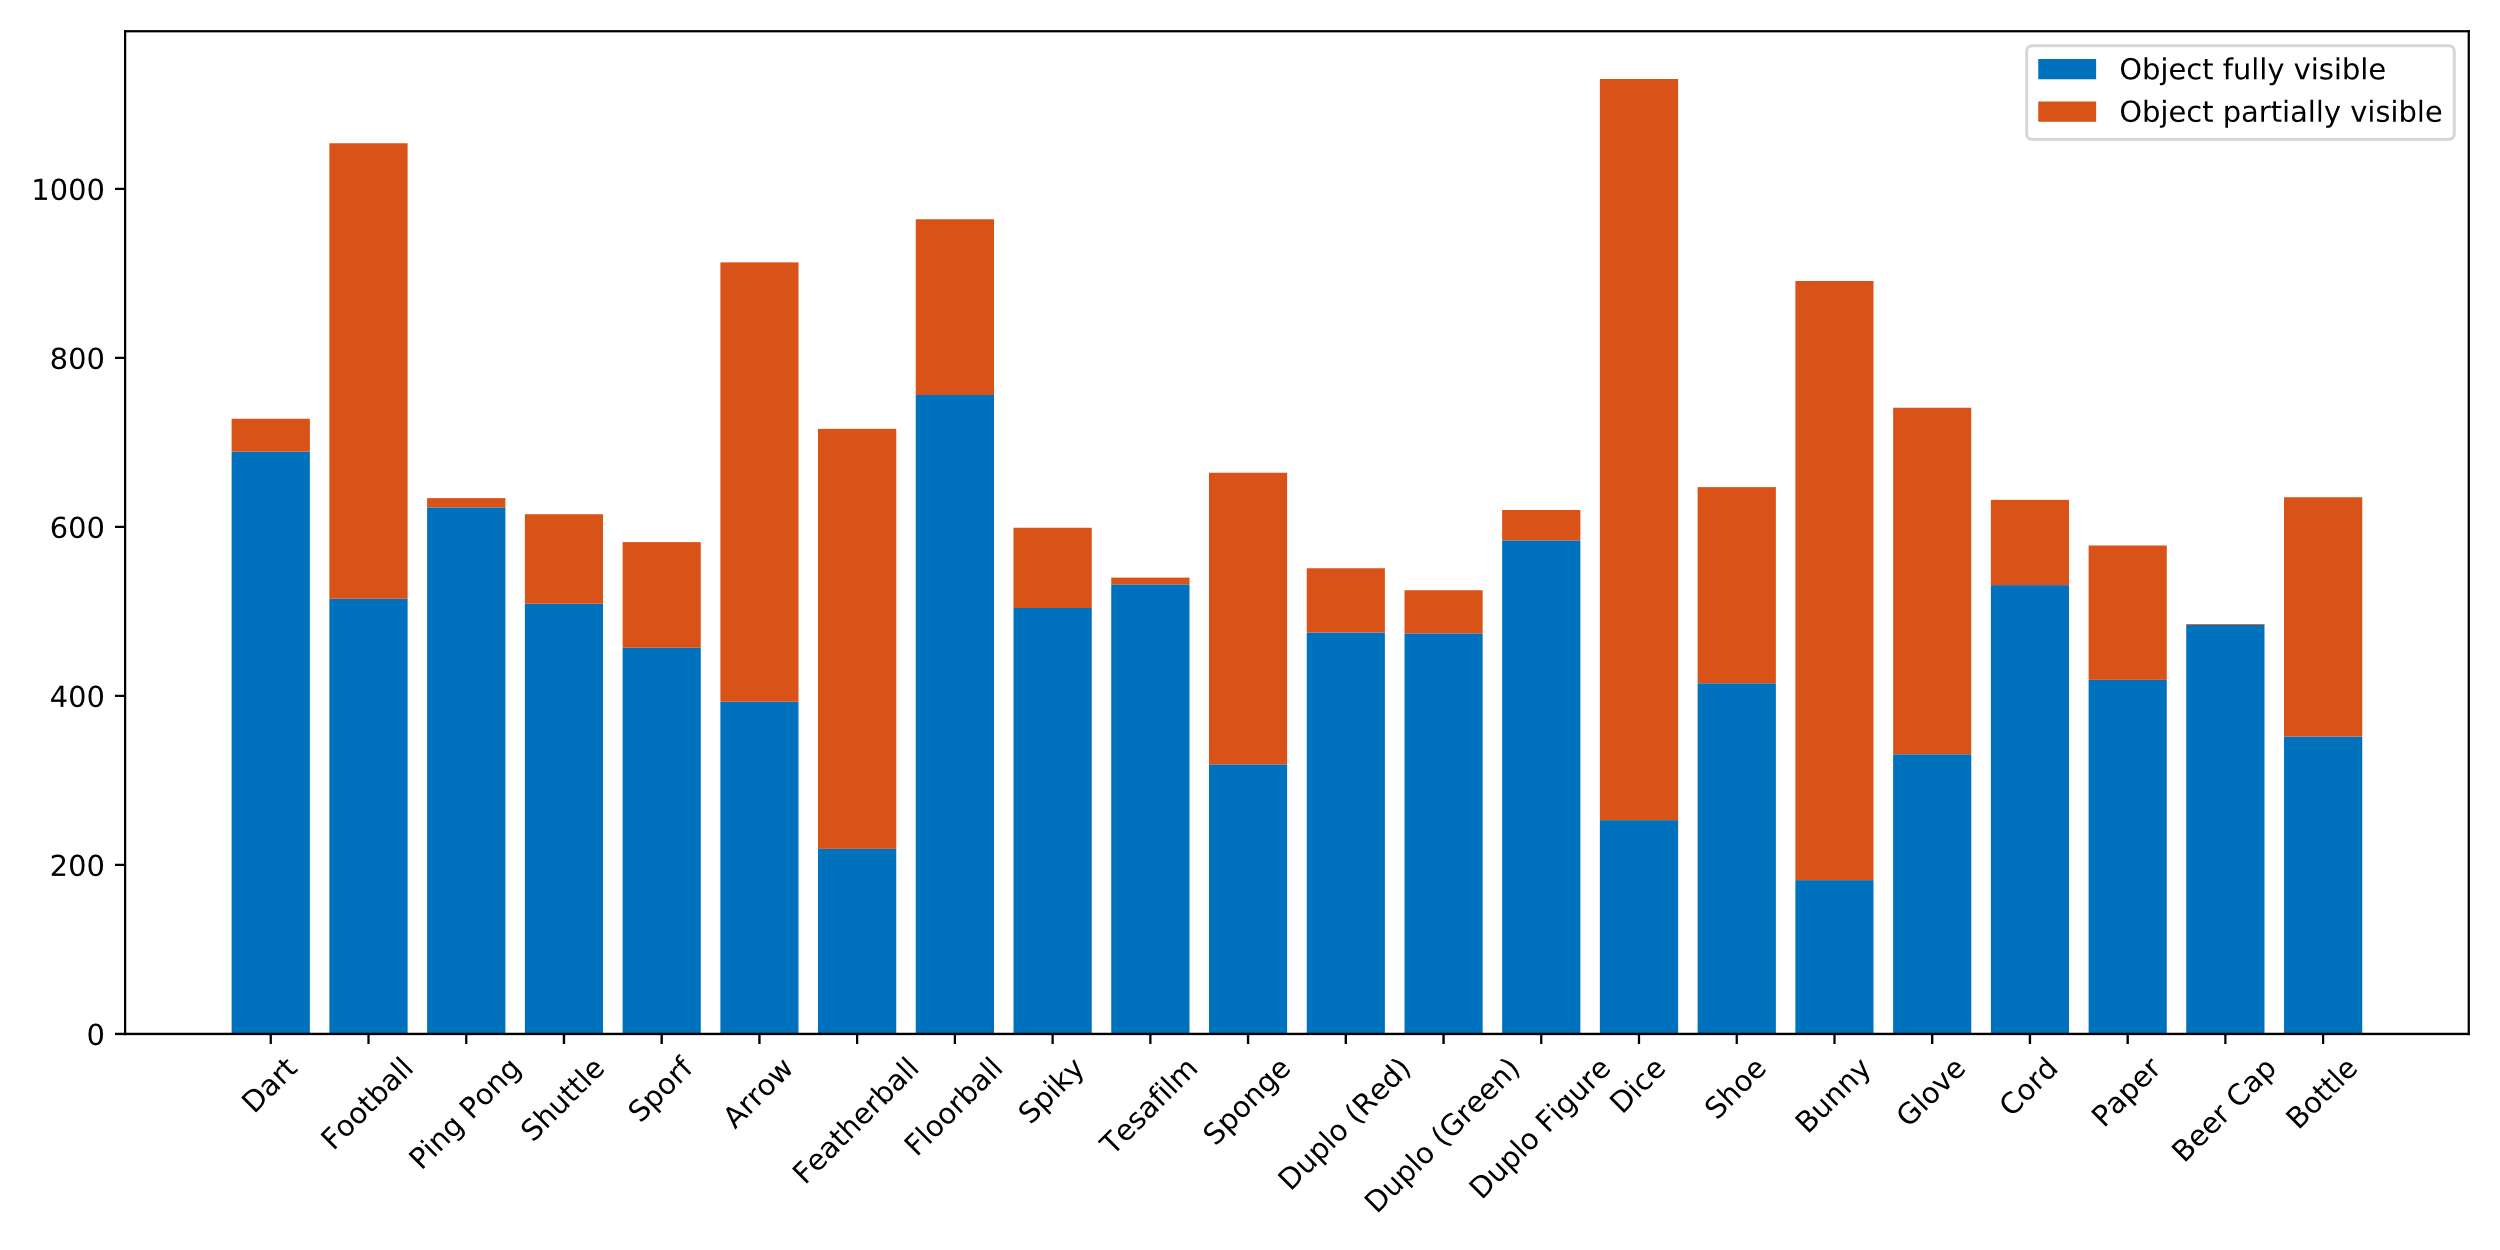 Object fully visible
Object partially visible
1000
800
600
400
200
0
Dart
Football
Ping Pong
Shuttle
Sporf
Arrow
Featherball
Floorball
Spiky
Tesafilm
Sponge
Duplo (Red)
Duplo (Green)
Duplo Figure
Dice
Shoe
Bunny
Glove
Cord
Paper
Beer Cap
Bottle